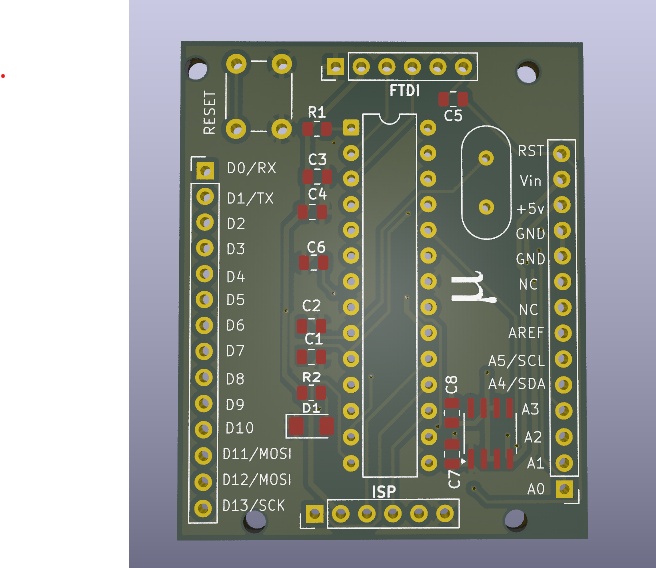 FTDI
RESET
R1
C5
C3
C4
C6
C2
C1
R2
D1
D0/RX
D1/TX
D2
D3
D4
D5
D6
D7
D8
D9
D10
D11/MOSI
D12/MOSI
D13/SCK
RST
Vin
+5v
GND
GND
NC
NC
AREF
A5/SCL
A4/SDA
A3
A2
A1
A0
μ
C8
C7
ISP